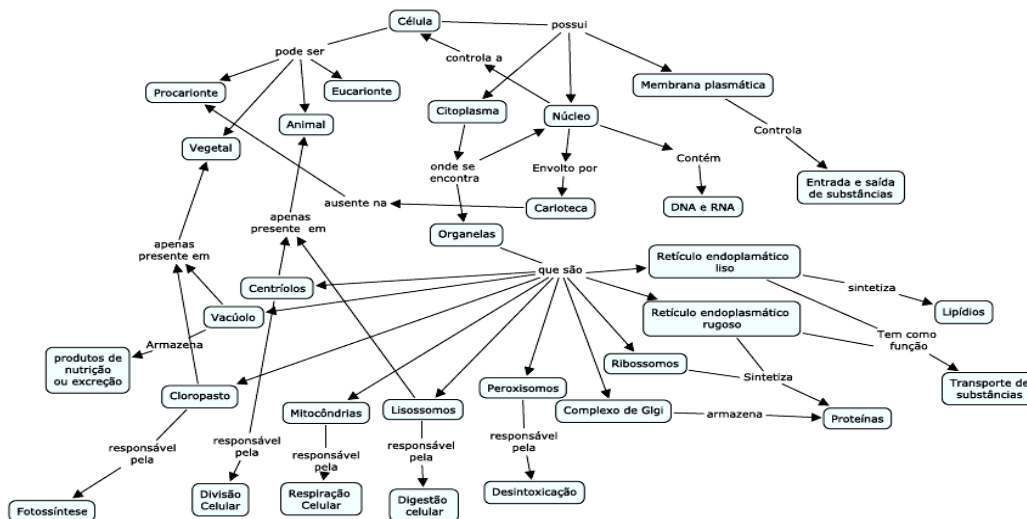 Célula
possui
pode ser
controla a
Procarionte
Eucarionte
Membrana plasmática
Citoplasma
Núcleo
Animal
Vegetal
Controla
onde se
encontra
Envolto por
Contém
Entrada e saída
de substâncias
ausente na
Carioteca
DNA e RNA
apenas
presente em
Organelas
apenas
presente em
que são
Retículo endoplamático
liso
Centríolos
sintetiza
Vacúolo
Retículo endoplasmático
rugoso
Lipídios
Armazena
Tem como
função
produtos de
nutrição
ou excreção
Ribossomos
Sintetiza
Peroxisomos
Transporte de
substâncias
Cloropasto
Mitocôndrias
Lisossomos
Complexo de Glgi
armazena
Proteínas
responsável
pela
responsável
pela
responsável
pela
responsável
pela
responsável
pela
Fotossíntese
Divisão
Celular
Respiração
Celular
Digestão
celular
Desintoxicação